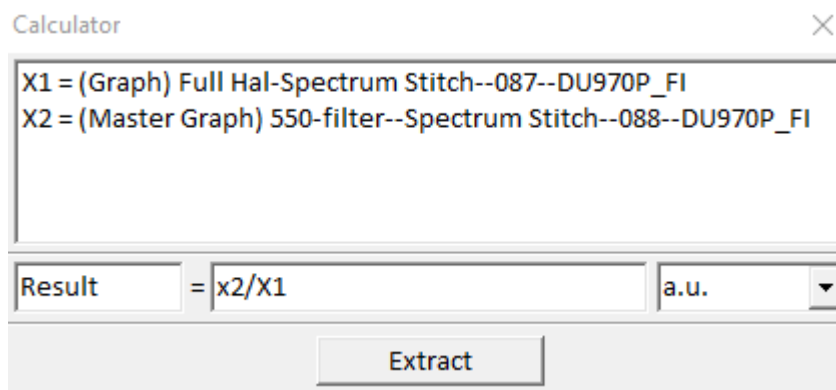 Calculator
X1 = (Graph) Full Hal-Spectrum Stitch--087--DU970P_FI
X2 = (Master Graph) 550-filter--Spectrum Stitch--088--DU970P_FI
Result = x2/X1 a.u.
Extract